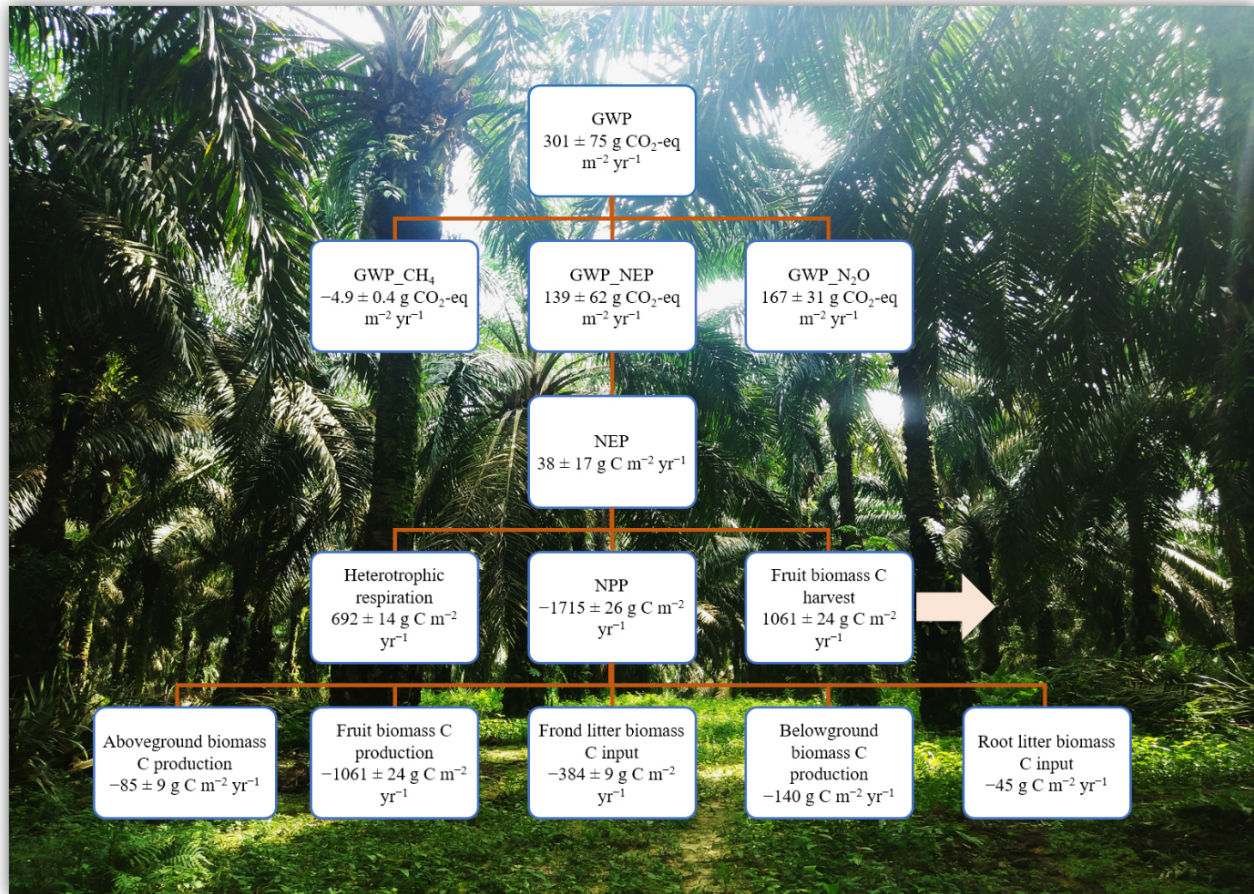 GWP
301 ± 75 g CO₂-eq
m⁻² yr⁻¹
GWP_CH₄
−4.9 ± 0.4 g CO₂-eq
m⁻² yr⁻¹
GWP_NEP
139 ± 62 g CO₂-eq
m⁻² yr⁻¹
GWP_N₂O
167 ± 31 g CO₂-eq
m⁻² yr⁻¹
NEP
38 ± 17 g C m⁻² yr⁻¹
Heterotrophic
respiration
692 ± 14 g C m⁻²
yr⁻¹
NPP
−1715 ± 26 g C m⁻²
yr⁻¹
Fruit biomass C
harvest
1061 ± 24 g C m⁻²
yr⁻¹
Aboveground biomass
C production
−85 ± 9 g C m⁻² yr⁻¹
Fruit biomass C
production
−1061 ± 24 g C m⁻²
yr⁻¹
Frond litter biomass
C input
−384 ± 9 g C m⁻²
yr⁻¹
Belowground
biomass C
production
−140 g C m⁻² yr⁻¹
Root litter biomass
C input
−45 g C m⁻² yr⁻¹